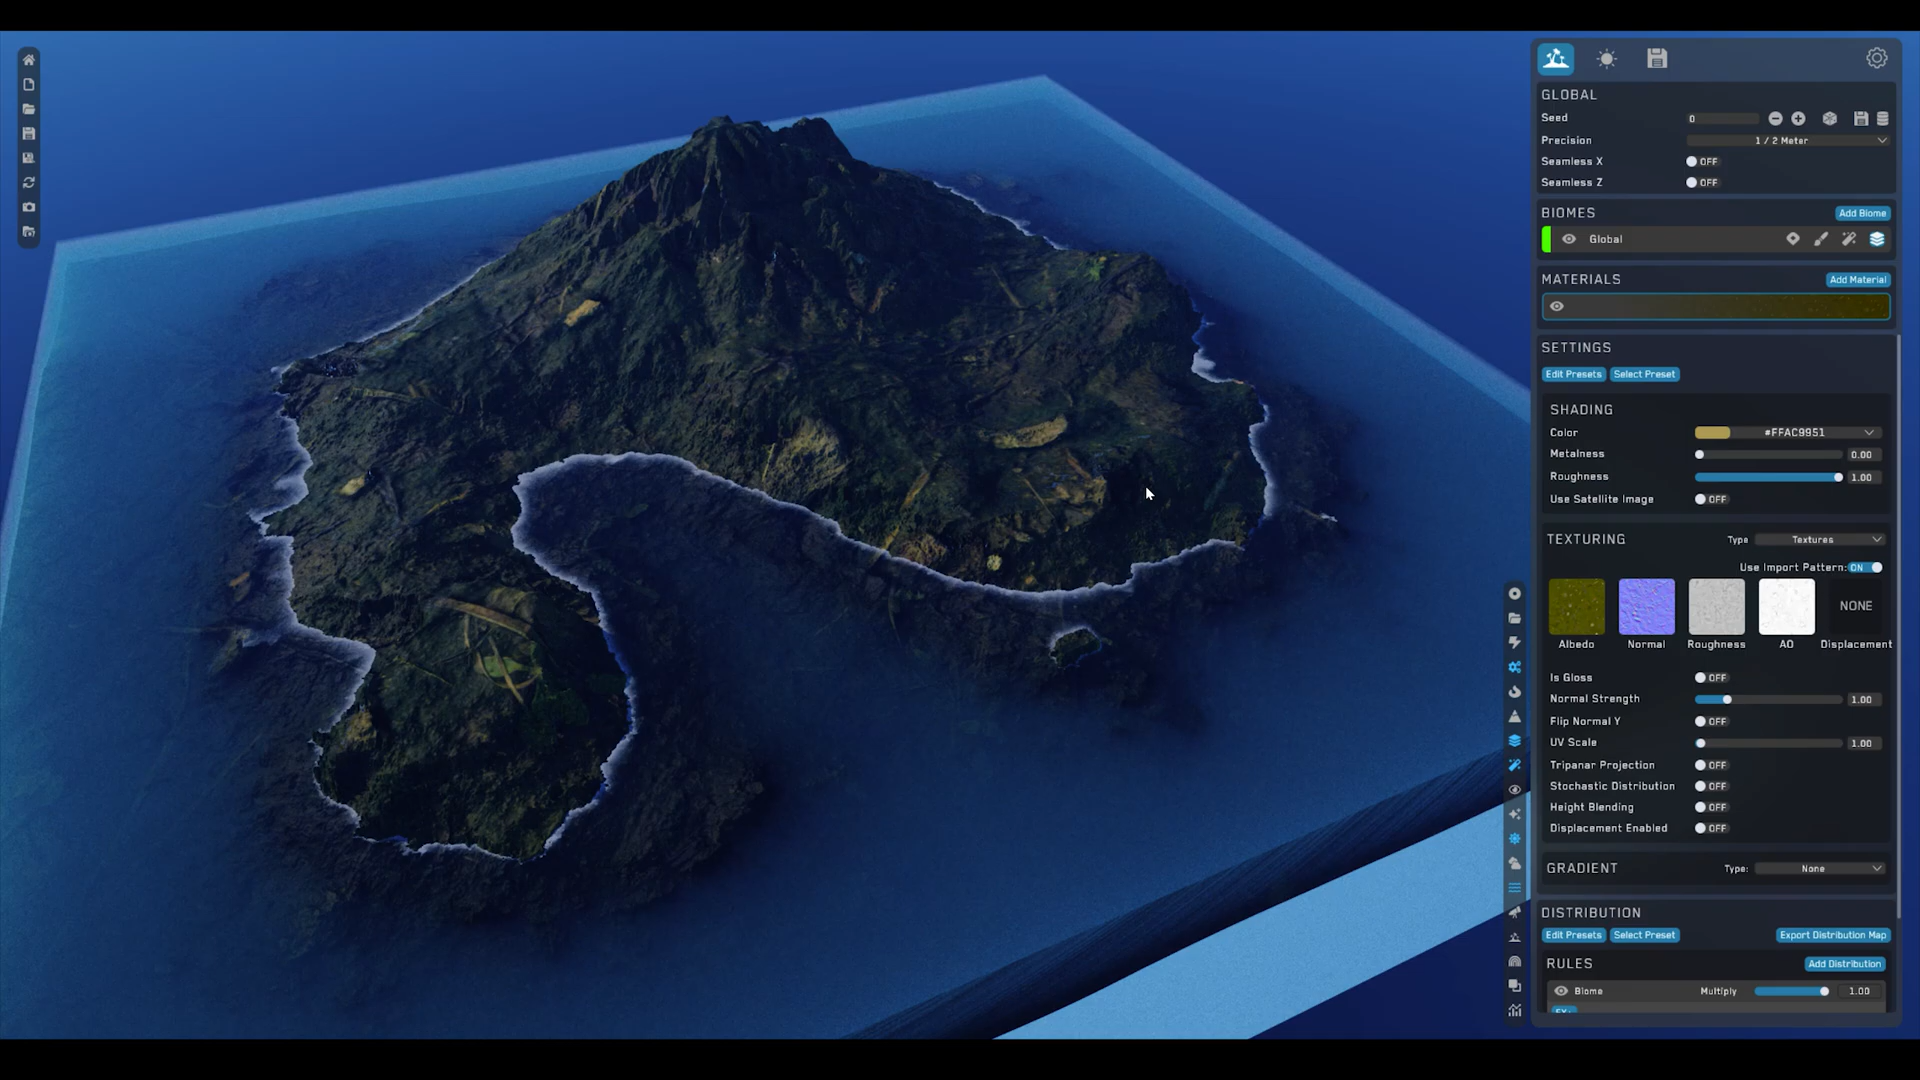 GLOBAL
Seed 0
Precision 1 / 2 Meter
Seamless X OFF
Seamless Z OFF
BIOMES Add Biome
Global
MATERIALS Add Material
SETTINGS
Edit Presets Select Preset
SHADING
Color #FFAC9951
Metalness 0.00
Roughness 1.00
Use Satellite Image OFF
TEXTURING Type Textures
Use Import Pattern: ON
NONE
Albedo Normal Roughness AO Displacement
Is Gloss OFF
Normal Strength 1.00
Flip Normal Y OFF
UV Scale 1.00
Tripanar Projection OFF
Stochastic Distribution OFF
Height Blending OFF
Displacement Enabled OFF
GRADIENT Type: None
DISTRIBUTION
Edit Presets Select Preset Export Distribution Map
RULES Add Distribution
Biome Multiply 1.00